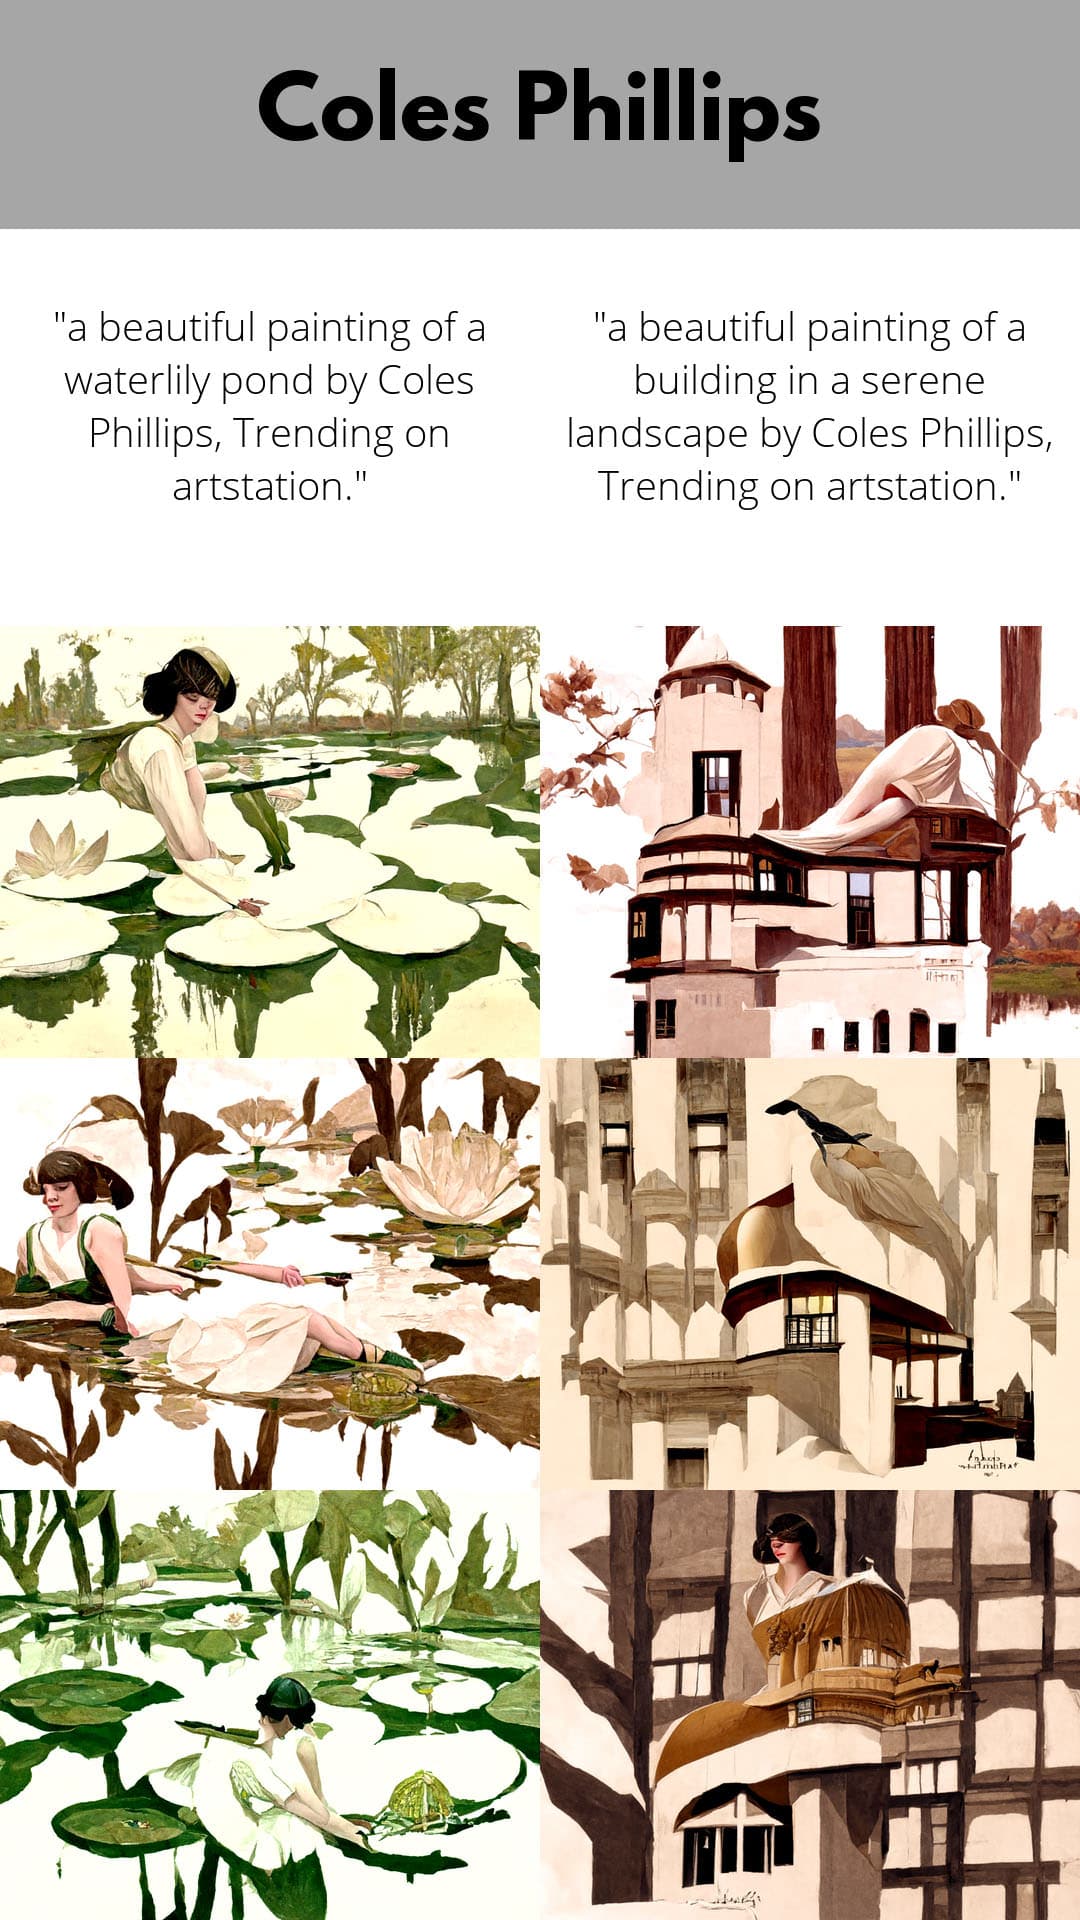 Coles Phillips
"a beautiful painting of a
waterlily pond by Coles
Phillips, Trending on
artstation."
"a beautiful painting of a
building in a serene
landscape by Coles Phillips,
Trending on artstation."